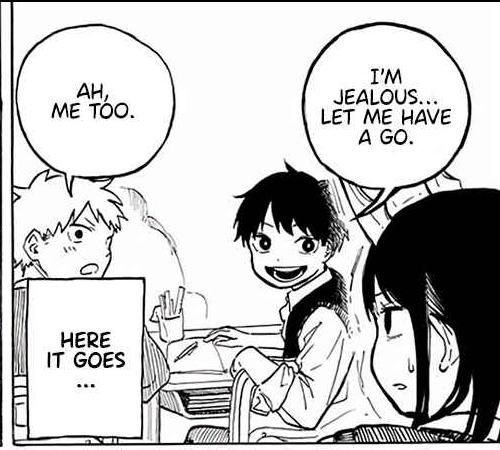 I'M
JEALOUS...
LET ME HAVE
A GO.
AH,
ME TOO.
HERE
IT GOES
...